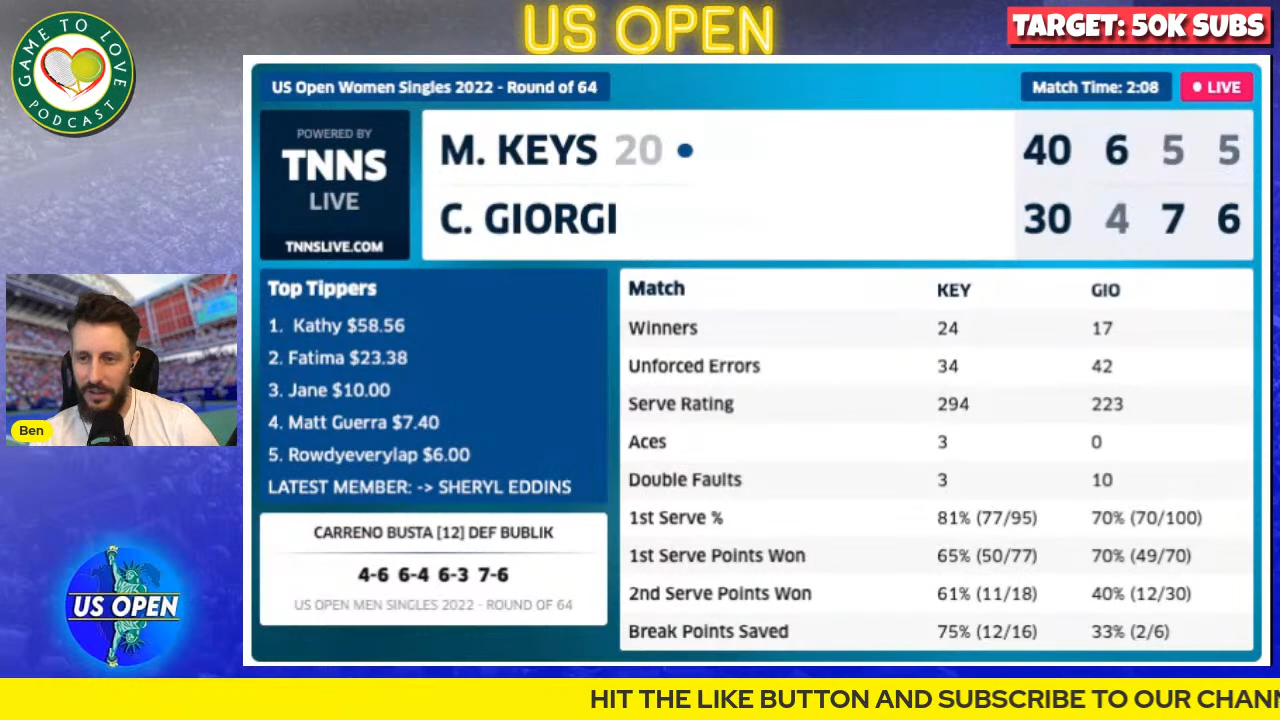 GAME TO LOVE
PODCAST
US OPEN
TARGET: 50K SUBS
US Open Women Singles 2022 - Round of 64
Match Time: 2:08
LIVE
POWERED BY
TNNS
LIVE
TNNSLIVE.COM
M. KEYS 20 40 6 5 5
C. GIORGI 30 4 7 6
Top Tippers
1. Kathy $58.56
2. Fatima $23.38
3. Jane $10.00
4. Matt Guerra $7.40
5. Rowdyeverylap $6.00
LATEST MEMBER: -> SHERYL EDDINS
CARRENO BUSTA [12] DEF BUBLIK
4-6 6-4 6-3 7-6
US OPEN MEN SINGLES 2022 - ROUND OF 64
Match KEY GIO
Winners 24 17
Unforced Errors 34 42
Serve Rating 294 223
Aces 3 0
Double Faults 3 10
1st Serve % 81% (77/95) 70% (70/100)
1st Serve Points Won 65% (50/77) 70% (49/70)
2nd Serve Points Won 61% (11/18) 40% (12/30)
Break Points Saved 75% (12/16) 33% (2/6)
Ben
US OPEN
HIT THE LIKE BUTTON AND SUBSCRIBE TO OUR CHAN